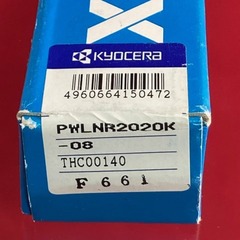 X
KYOCERA
4960664150472
PWLNR2020K
-08
THC00140
F 661